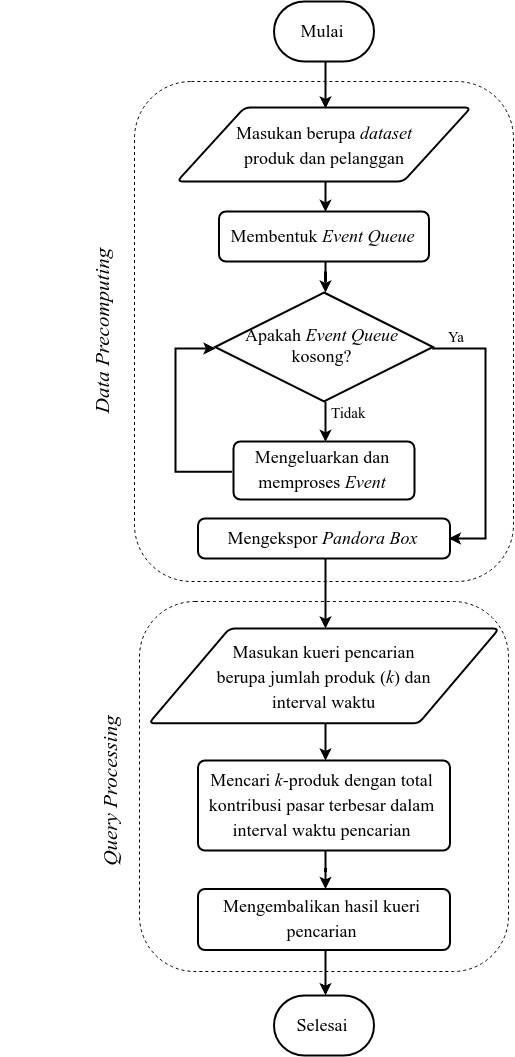 Mulai
Masukan berupa dataset
produk dan pelanggan
Membentuk Event Queue
Data Precomputing
Apakah Event Queue
kosong?
Ya
Tidak
Mengeluarkan dan
memproses Event
Mengekspor Pandora Box
Masukan kueri pencarian
berupa jumlah produk (k) dan
interval waktu
Query Processing
Mencari k-produk dengan total
kontribusi pasar terbesar dalam
interval waktu pencarian
Mengembalikan hasil kueri
pencarian
Selesai